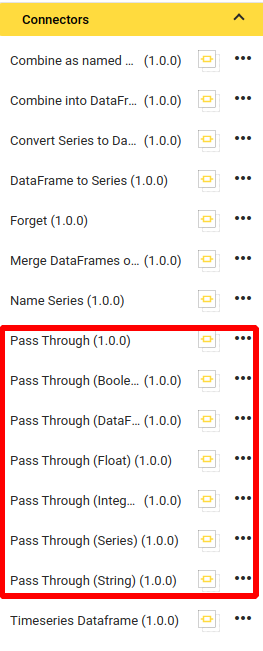 Connectors
Combine as named ... (1.0.0)
Combine into DataFr... (1.0.0)
Convert Series to Da... (1.0.0)
DataFrame to Series (1.0.0)
Forget (1.0.0)
Merge DataFrames o... (1.0.0)
Name Series (1.0.0)
Pass Through (1.0.0)
Pass Through (Boole... (1.0.0)
Pass Through (DataF... (1.0.0)
Pass Through (Float) (1.0.0)
Pass Through (Integ... (1.0.0)
Pass Through (Series) (1.0.0)
Pass Through (String) (1.0.0)
Timeseries Dataframe (1.0.0)